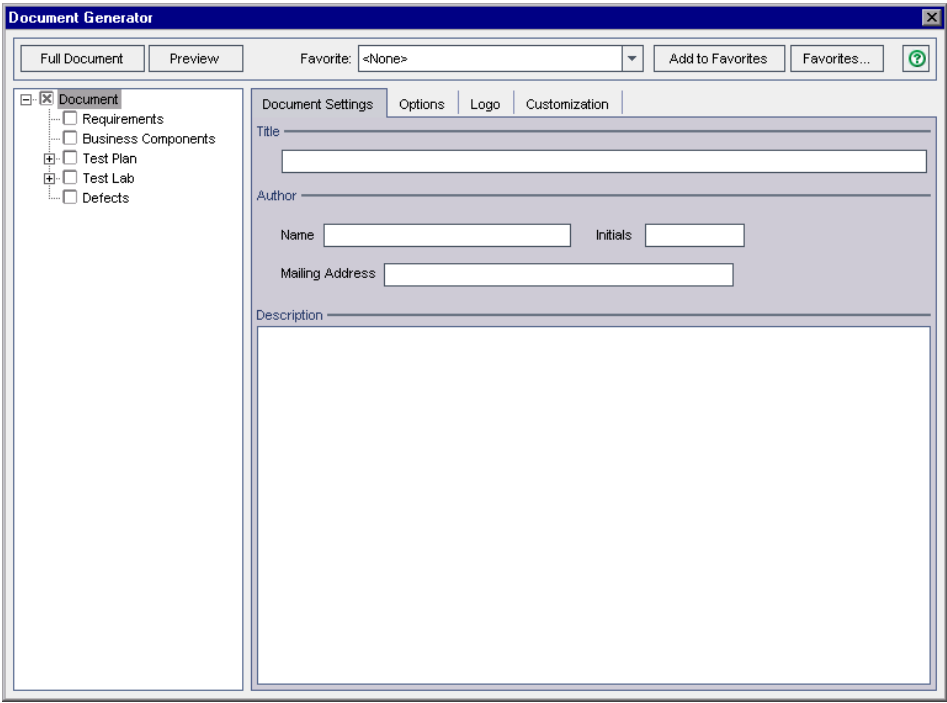 Document Generator
Full Document Preview Favorite: <None> Add to Favorites Favorites...
Document
Requirements
Business Components
Test Plan
Test Lab
Defects
Document Settings Options Logo Customization
Title
Author
Name Initials
Mailing Address
Description